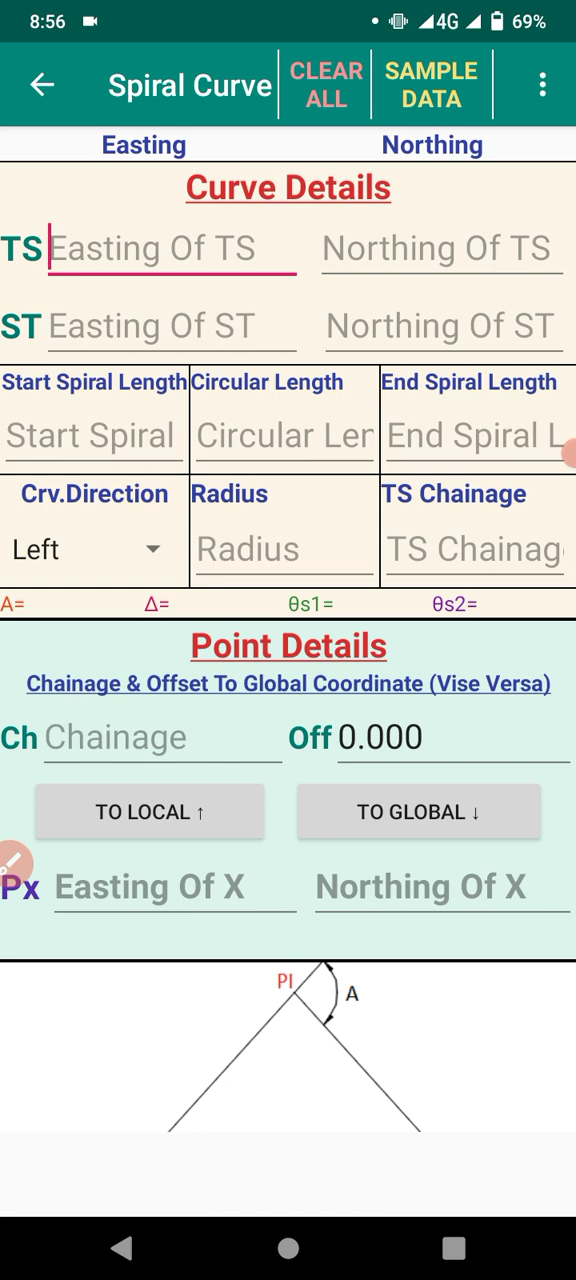 8:56 4G 69%
Spiral Curve CLEAR ALL SAMPLE DATA
Easting Northing
Curve Details
TS Easting Of TS Northing Of TS
ST Easting Of ST Northing Of ST
Start Spiral Length Circular Length End Spiral Length
Start Spiral Circular Ler End Spiral L
Crv.Direction Radius TS Chainage
Left Radius TS Chainag
A= Δ= θs1= θs2=
Point Details
Chainage & Offset To Global Coordinate (Vise Versa)
Ch Chainage Off 0.000
TO LOCAL ↑ TO GLOBAL ↓
Px Easting Of X Northing Of X
PI A